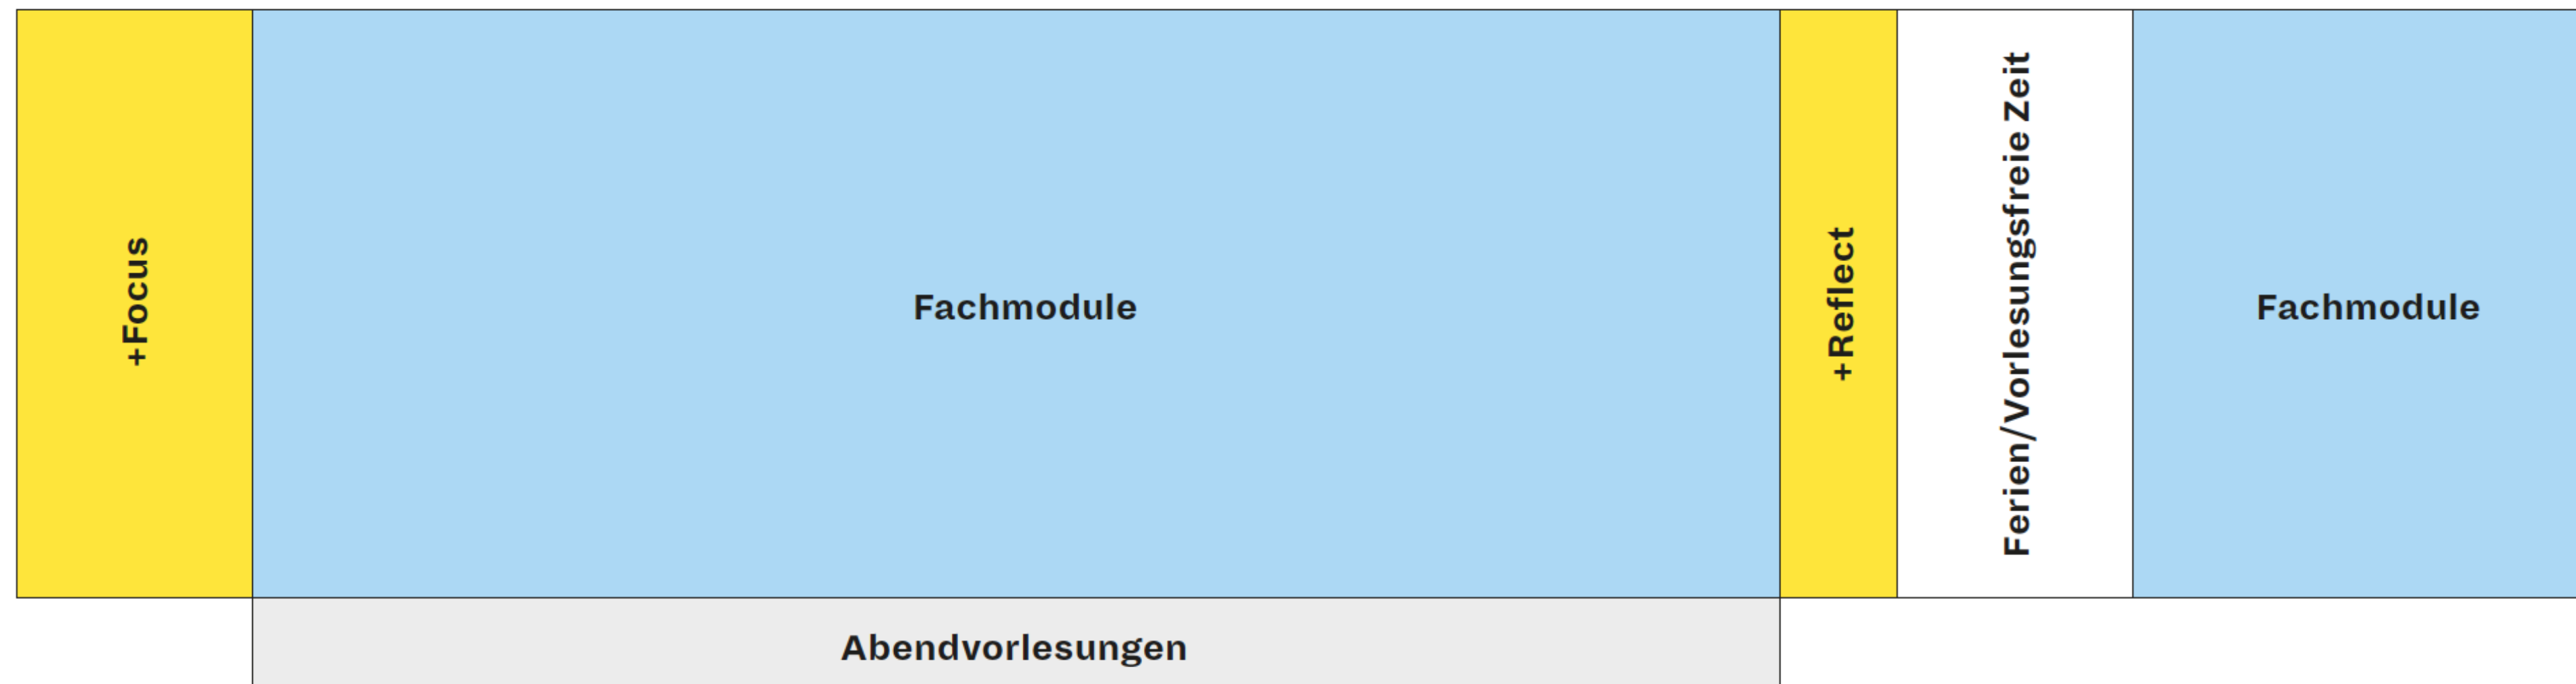 +Focus
Fachmodule
+Reflect
Ferien/Vorlesungsfreie Zeit
Fachmodule
Abendvorlesungen